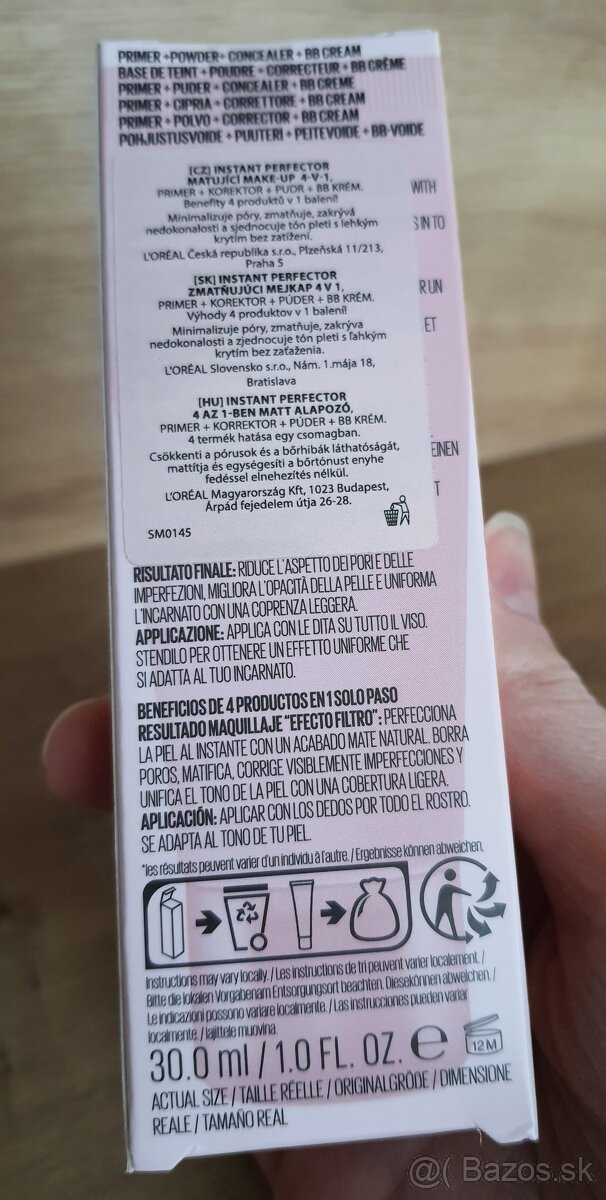 PRIMER + POWDER + CONCEALER + BB CREAM
BASE DE TEINT + POUDRE + CORRECTEUR + BB CRÈME
PRIMER + PUDER + CONCEALER + BB CREME
PRIMER + CIPRIA + CORRETTORE + BB CREAM
PRIMER + POLVO + CORRECTOR + BB CREAM
POHJUSTUSVOIDE + PUUTERI + PEITEVOIDE + BB-VOIDE
[CZ] INSTANT PERFECTOR
MATUJÍCÍ MAKE-UP 4-V-1,
PRIMER + KOREKTOR + PUDR + BB KRÉM.
Benefity 4 produktů v 1 balení!
Minimalizuje póry, zmatňuje, zakrývá
nedokonalosti a sjednocuje tón pleti s lehkým
krytím bez zatížení.
L'ORÉAL Česká republika s.r.o., Plzeňská 11/213,
Praha 5
[SK] INSTANT PERFECTOR
ZMATŇUJÚCI MEJKAP 4 V 1,
PRIMER + KOREKTOR + PÚDER + BB KRÉM.
Výhody 4 produktov v 1 balení!
Minimalizuje póry, zmatňuje, zakrýva
nedokonalosti a zjednocuje tón pleti s ľahkým
krytím bez zaťaženia.
L'ORÉAL Slovensko s.r.o., Nám. 1.mája 18,
Bratislava
[HU] INSTANT PERFECTOR
4 AZ 1-BEN MATT ALAPOZÓ,
PRIMER + KORREKTOR + PÚDER + BB KRÉM.
4 termék hatása egy csomagban.
Csökkenti a pórusok és a bőrhibák láthatóságát,
mattítja és egységesíti a bőrtónust enyhe
fedéssel elnehezítés nélkül.
L'ORÉAL Magyarország Kft, 1023 Budapest,
Árpád fejedelem útja 26-28.
SM0145
WITH
S IN TO
R UN
ET
EINEN
T
RISULTATO FINALE: RIDUCE L'ASPETTO DEI PORI E DELLE
IMPERFEZIONI, MIGLIORA L'OPACITÀ DELLA PELLE E UNIFORMA
L'INCARNATO CON UNA COPRENZA LEGGERA.
APPLICAZIONE: APPLICA CON LE DITA SU TUTTO IL VISO.
STENDILO PER OTTENERE UN EFFETTO UNIFORME CHE
SI ADATTA AL TUO INCARNATO.
BENEFICIOS DE 4 PRODUCTOS EN 1 SOLO PASO
RESULTADO MAQUILLAJE "EFECTO FILTRO": PERFECCIONA
LA PIEL AL INSTANTE CON UN ACABADO MATE NATURAL. BORRA
POROS, MATIFICA, CORRIGE VISIBLEMENTE IMPERFECCIONES Y
UNIFICA EL TONO DE LA PIEL CON UNA COBERTURA LIGERA.
APLICACIÓN: APLICAR CON LOS DEDOS POR TODO EL ROSTRO.
SE ADAPTA AL TONO DE TU PIEL.
*les résultats peuvent varier d'un individu à l'autre. / Ergebnisse können abweichen.
Instructions may vary locally. / Les instructions de tri peuvent varier localement. /
Bitte die lokalen Vorgabenam Entsorgungsort beachten. Diesekönnen abweichen. /
Le indicazioni possono variare localmente. / Las instrucciones pueden variar
localmente. / lajittele muovina.
30.0 ml / 1.0 FL. OZ. e 12M
ACTUAL SIZE / TAILLE RÉELLE / ORIGINALGRÖßE / DIMENSIONE
REALE / TAMAÑO REAL
@( Bazos.sk